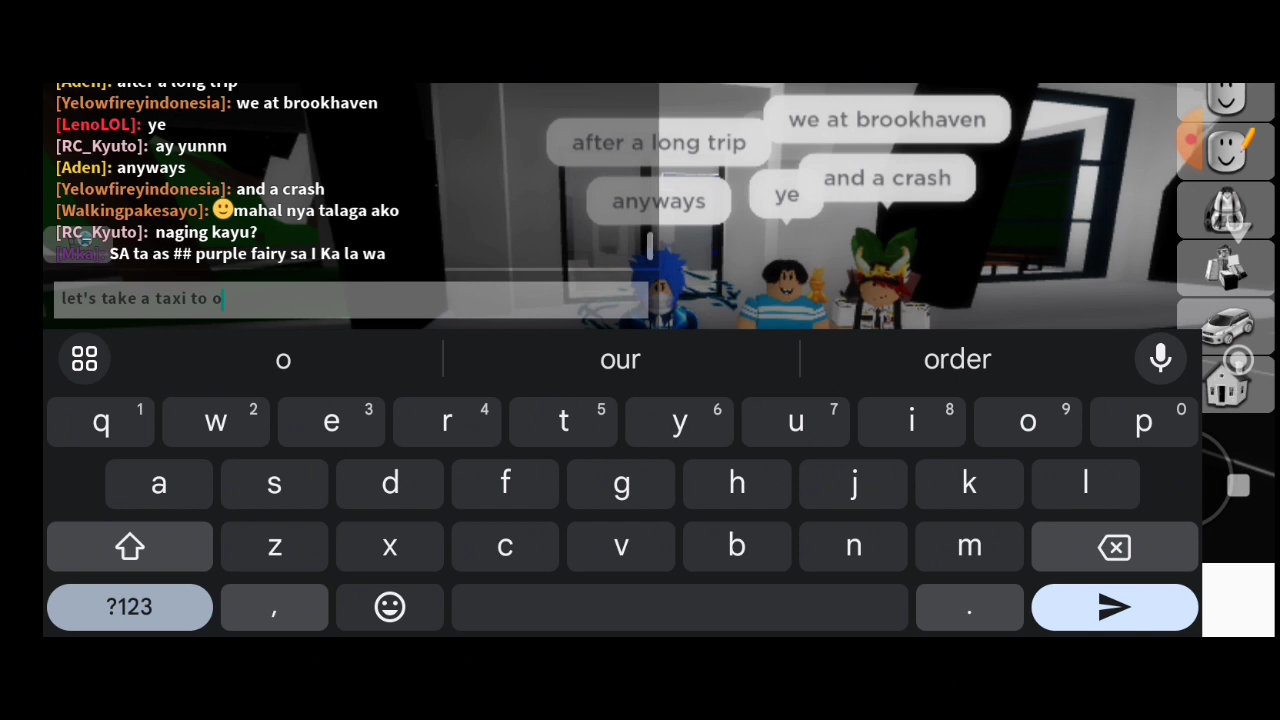 [Aden]: after a long trip
[Yelowfireyindonesia]: we at brookhaven
[LenoLOL]: ye
[RC_Kyuto]: ay yunnn
[Aden]: anyways
[Yelowfireyindonesia]: and a crash
[Walkingpakesayo]: 🙂mahal nya talaga ako
[RC_Kyuto]: naging kayu?
[Mika]: SA ta as ## purple fairy sa I Ka la wa
let's take a taxi to o
we at brookhaven
after a long trip
and a crash
ye
anyways
o our order
q 1 w 2 e 3 r 4 t 5 y 6 u 7 i 8 o 9 p 0
a s d f g h j k l
z x c v b n m
?123 , .